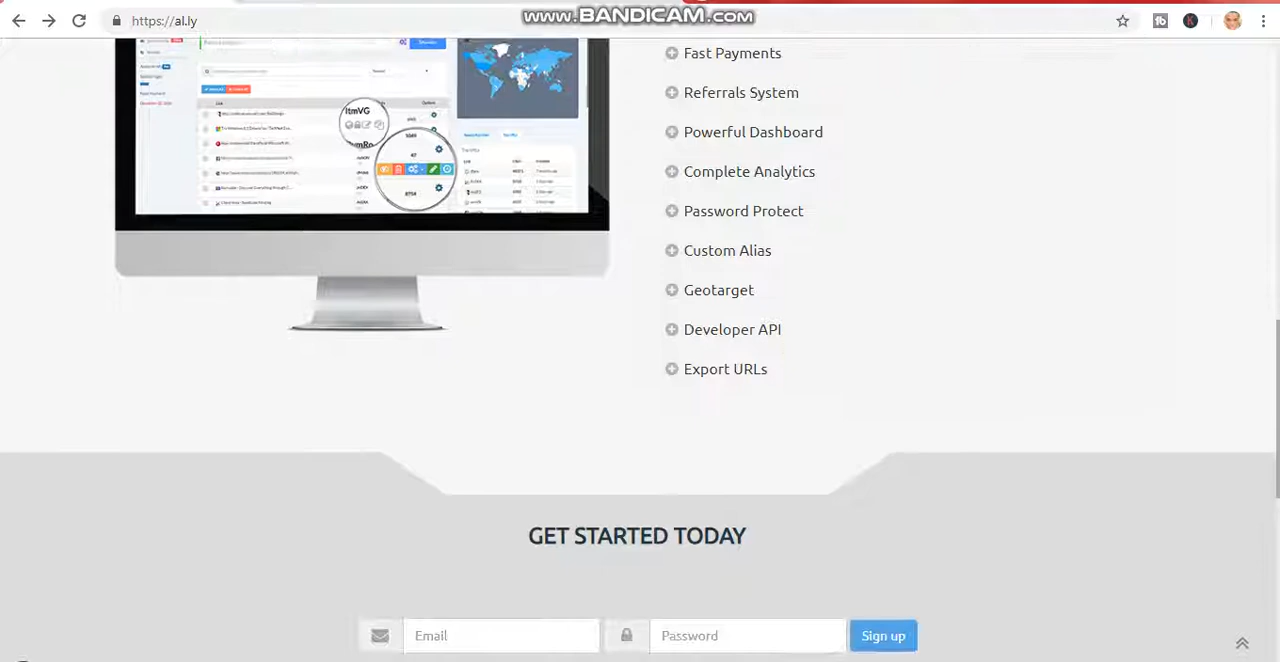 https://al.ly
www.BANDICAM.com
Fast Payments
Referrals System
Powerful Dashboard
Complete Analytics
Password Protect
Custom Alias
Geotarget
Developer API
Export URLs
ItmVG
GET STARTED TODAY
Email
Password
Sign up